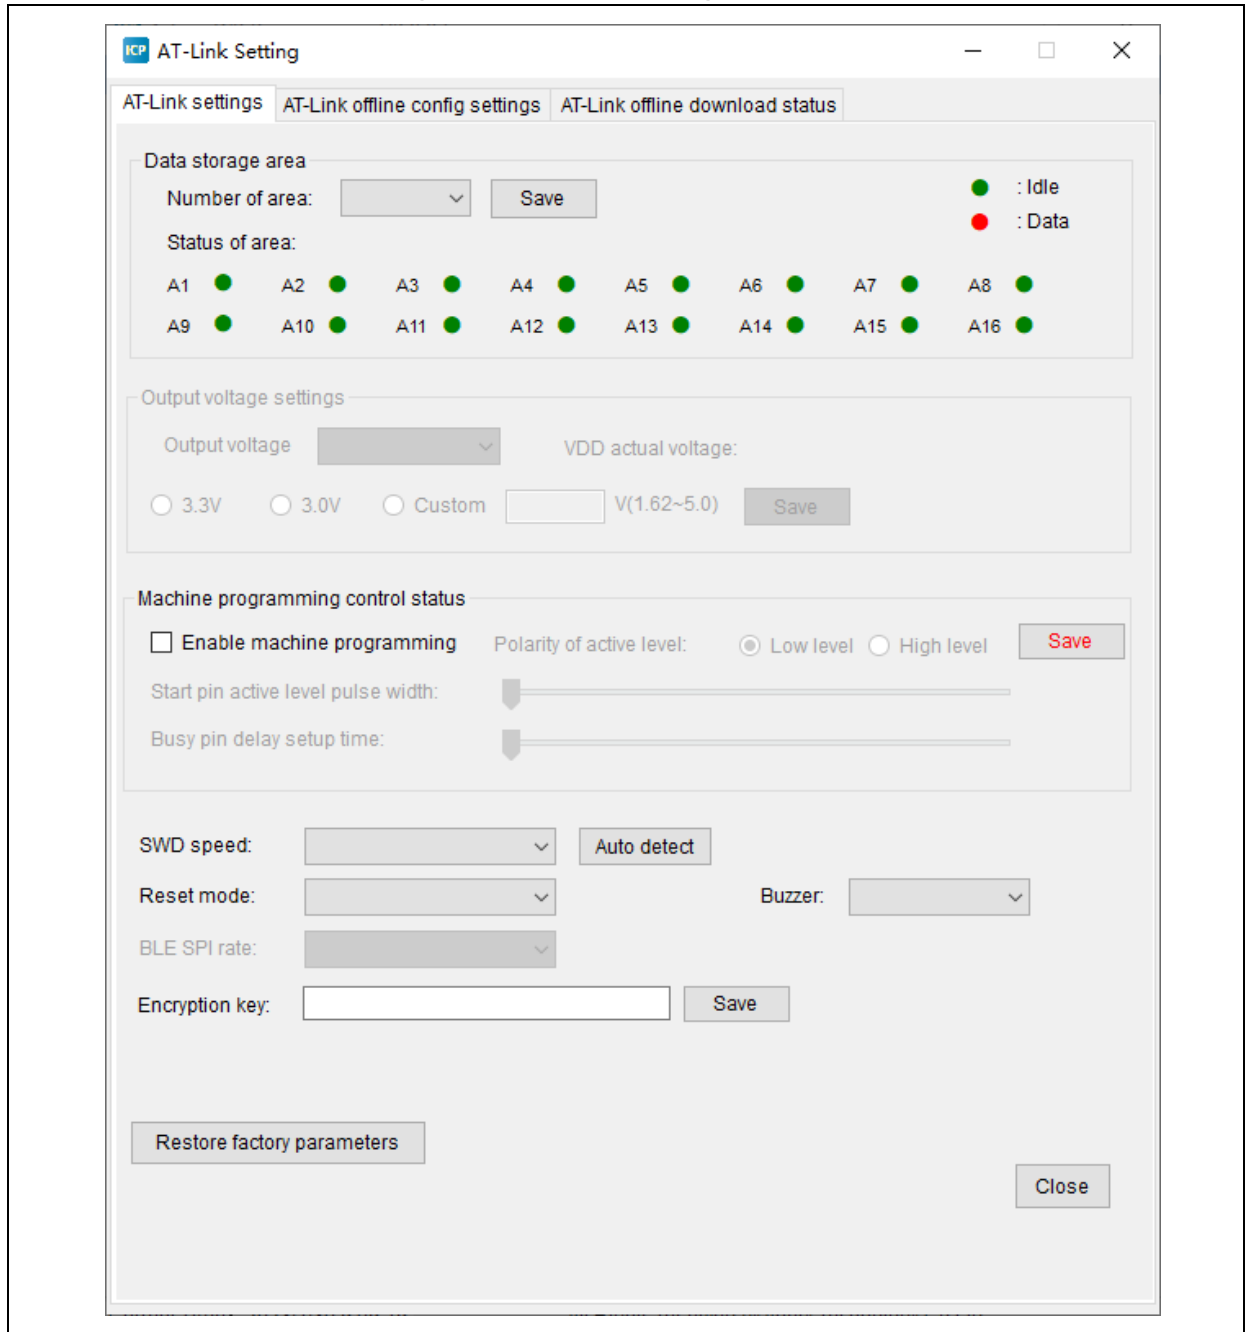 ICP AT-Link Setting
AT-Link settings AT-Link offline config settings AT-Link offline download status
Data storage area
Number of area: Save : Idle
: Data
Status of area:
A1 A2 A3 A4 A5 A6 A7 A8
A9 A10 A11 A12 A13 A14 A15 A16
Output voltage settings
Output voltage VDD actual voltage:
3.3V 3.0V Custom V(1.62~5.0) Save
Machine programming control status
Enable machine programming Polarity of active level: Low level High level Save
Start pin active level pulse width:
Busy pin delay setup time:
SWD speed: Auto detect
Reset mode: Buzzer:
BLE SPI rate:
Encryption key: Save
Restore factory parameters
Close